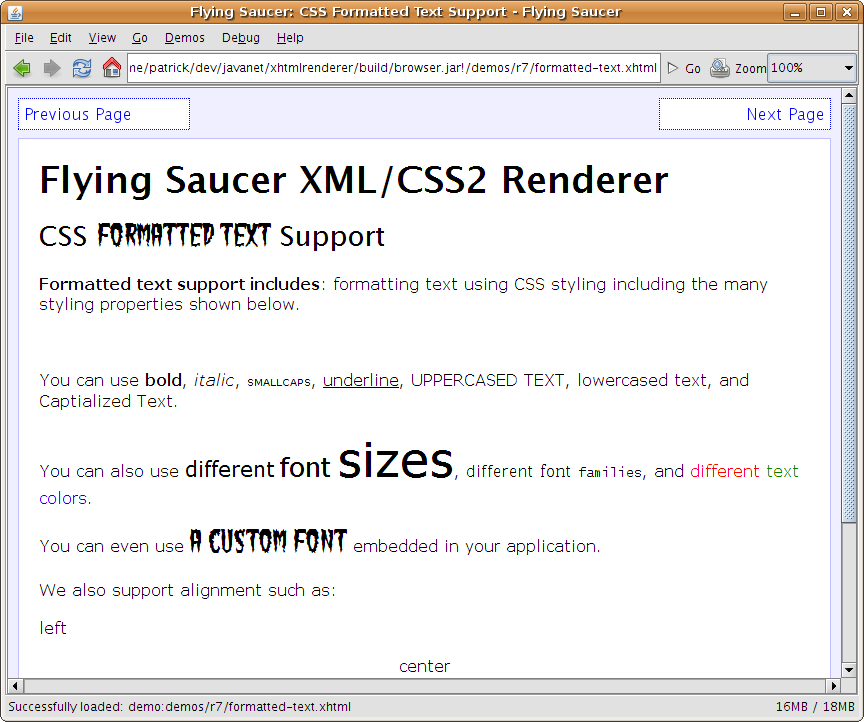 Flying Saucer: CSS Formatted Text Support - Flying Saucer
File Edit View Go Demos Debug Help
ne/patrick/dev/javanet/xhtmlrenderer/build/browser.jar!/demos/r7/formatted-text.xhtml Go Zoom 100%
Previous Page Next Page
Flying Saucer XML/CSS2 Renderer
CSS FORMATTED TEXT Support
Formatted text support includes: formatting text using CSS styling including the many
styling properties shown below.
You can use bold, italic, SMALLCAPS, underline, UPPERCASED TEXT, lowercased text, and
Captialized Text.
You can also use different font sizes, different font families, and different text
colors.
You can even use A CUSTOM FONT embedded in your application.
We also support alignment such as:
left
center
Successfully loaded: demo:demos/r7/formatted-text.xhtml 16MB / 18MB